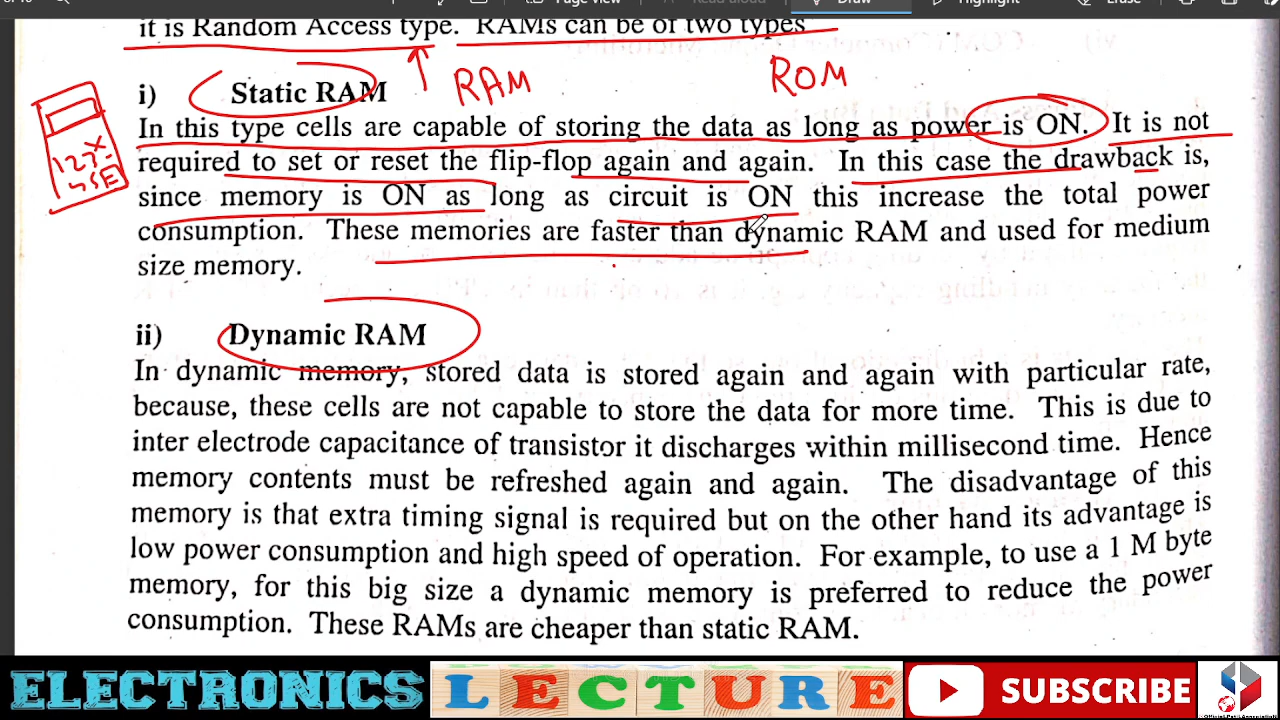 Page view
Read aloud
Draw
Highlight
Erase
it is Random Access type. RAMs can be of two types
RAM
ROM
i) Static RAM
In this type cells are capable of storing the data as long as power is ON. It is not
required to set or reset the flip-flop again and again. In this case the drawback is,
since memory is ON as long as circuit is ON this increase the total power
consumption. These memories are faster than dynamic RAM and used for medium
size memory.
ii) Dynamic RAM
In dynamic memory, stored data is stored again and again with particular rate,
because, these cells are not capable to store the data for more time. This is due to
inter electrode capacitance of transistor it discharges within millisecond time. Hence
memory contents must be refreshed again and again. The disadvantage of this
memory is that extra timing signal is required but on the other hand its advantage is
low power consumption and high speed of operation. For example, to use a 1 M byte
memory, for this big size a dynamic memory is preferred to reduce the power
consumption. These RAMs are cheaper than static RAM.
ELECTRONICS LECTURE SUBSCRIBE